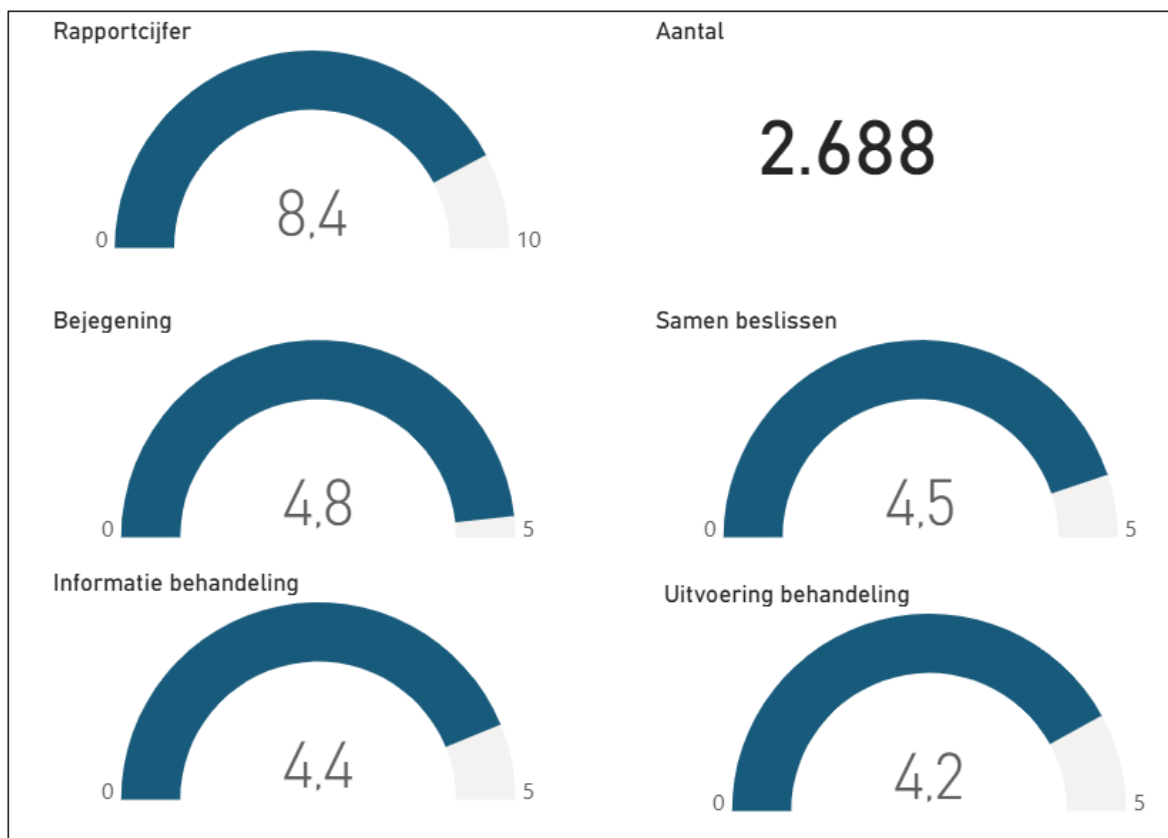 Rapportcijfer
Aantal
8,4
0
10
2.688
Bejegening
Samen beslissen
4,8
0
5
4,5
0
5
Informatie behandeling
Uitvoering behandeling
4,4
0
5
4,2
0
5